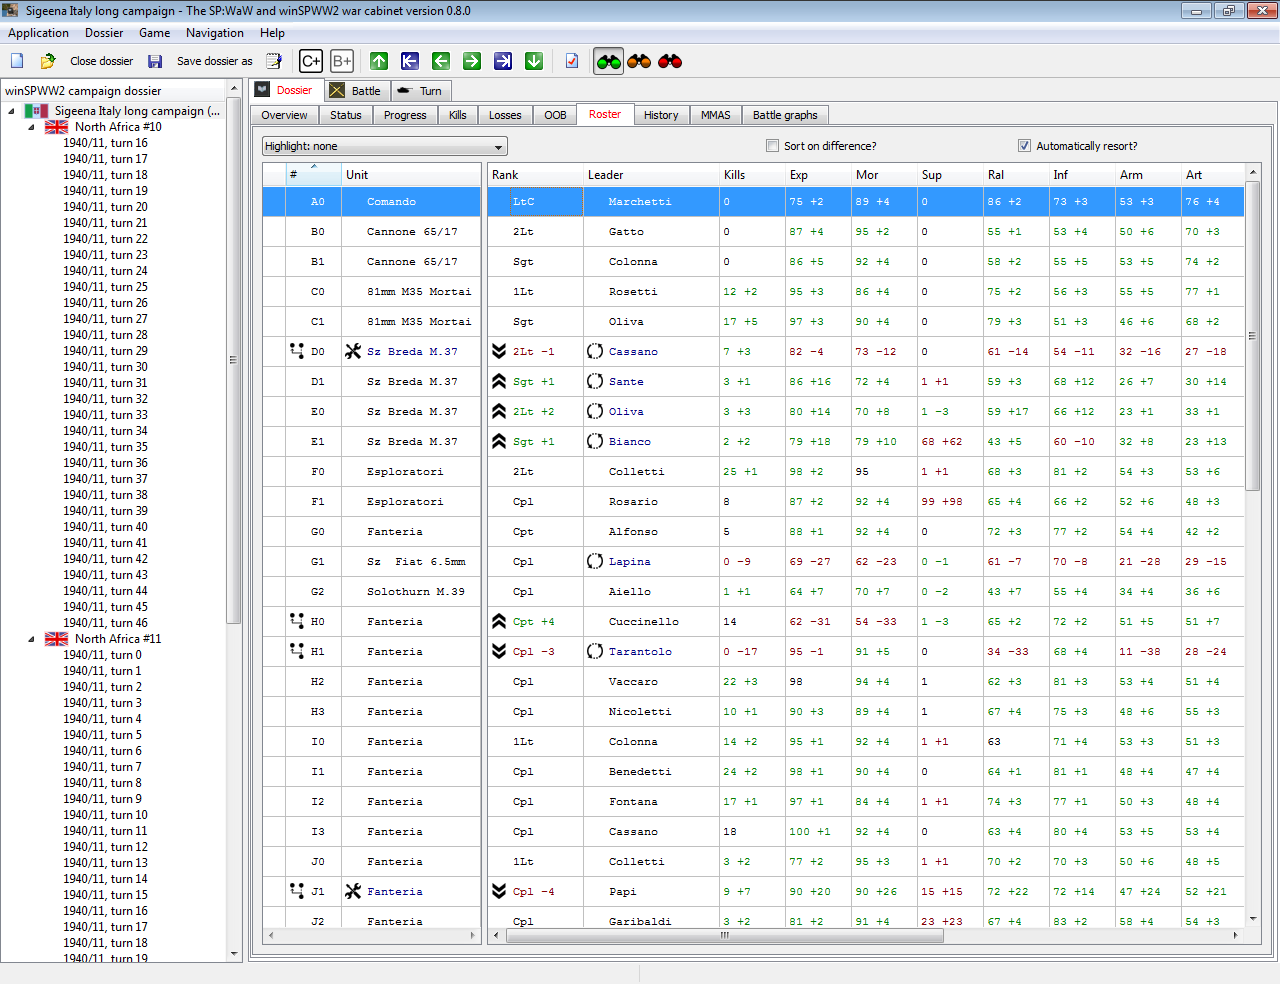 Sigeena Italy long campaign - The SP:WaW and winSPWW2 war cabinet version 0.8.0
Application Dossier Game Navigation Help
Close dossier Save dossier as C+ B+
winSPWW2 campaign dossier
Sigeena Italy long campaign (...
North Africa #10
1940/11, turn 16
1940/11, turn 17
1940/11, turn 18
1940/11, turn 19
1940/11, turn 20
1940/11, turn 21
1940/11, turn 22
1940/11, turn 23
1940/11, turn 24
1940/11, turn 25
1940/11, turn 26
1940/11, turn 27
1940/11, turn 28
1940/11, turn 29
1940/11, turn 30
1940/11, turn 31
1940/11, turn 32
1940/11, turn 33
1940/11, turn 34
1940/11, turn 35
1940/11, turn 36
1940/11, turn 37
1940/11, turn 38
1940/11, turn 39
1940/11, turn 40
1940/11, turn 41
1940/11, turn 42
1940/11, turn 43
1940/11, turn 44
1940/11, turn 45
1940/11, turn 46
North Africa #11
1940/11, turn 0
1940/11, turn 1
1940/11, turn 2
1940/11, turn 3
1940/11, turn 4
1940/11, turn 5
1940/11, turn 6
1940/11, turn 7
1940/11, turn 8
1940/11, turn 9
1940/11, turn 10
1940/11, turn 11
1940/11, turn 12
1940/11, turn 13
1940/11, turn 14
1940/11, turn 15
1940/11, turn 16
1940/11, turn 17
1940/11, turn 18
1940/11, turn 19
Dossier Battle Turn
Overview Status Progress Kills Losses OOB Roster History MMAS Battle graphs
Highlight: none Sort on difference? Automatically resort?
# Unit Rank Leader Kills Exp Mor Sup Ral Inf Arm Art
A0 Comando LtC Marchetti 0 75 +2 89 +4 0 86 +2 73 +3 53 +3 76 +4
B0 Cannone 65/17 2Lt Gatto 0 87 +4 95 +2 0 55 +1 53 +4 50 +6 70 +3
B1 Cannone 65/17 Sgt Colonna 0 86 +5 92 +4 0 58 +2 55 +5 53 +5 74 +2
C0 81mm M35 Mortai 1Lt Rosetti 12 +2 95 +3 86 +4 0 75 +2 56 +3 55 +5 77 +1
C1 81mm M35 Mortai Sgt Oliva 17 +5 97 +3 90 +4 0 79 +3 51 +3 46 +6 68 +2
D0 Sz Breda M.37 2Lt -1 Cassano 7 +3 82 -4 73 -12 0 61 -14 54 -11 32 -16 27 -18
D1 Sz Breda M.37 Sgt +1 Sante 3 +1 86 +16 72 +4 1 +1 59 +3 68 +12 26 +7 30 +14
E0 Sz Breda M.37 2Lt +2 Oliva 3 +3 80 +14 70 +8 1 -3 59 +17 66 +12 23 +1 33 +1
E1 Sz Breda M.37 Sgt +1 Bianco 2 +2 79 +18 79 +10 68 +62 43 +5 60 -10 32 +8 23 +13
F0 Esploratori 2Lt Colletti 25 +1 98 +2 95 1 +1 68 +3 81 +2 54 +3 53 +6
F1 Esploratori Cpl Rosario 8 87 +2 92 +4 99 +98 65 +4 66 +2 52 +6 48 +3
G0 Fanteria Cpt Alfonso 5 88 +1 92 +4 0 72 +3 77 +2 54 +4 42 +2
G1 Sz Fiat 6.5mm Cpl Lapina 0 -9 69 -27 62 -23 0 -1 61 -7 70 -8 21 -28 29 -15
G2 Solothurn M.39 Cpl Aiello 1 +1 64 +7 70 +7 0 -2 43 +7 55 +4 34 +4 36 +6
H0 Fanteria Cpt +4 Cuccinello 14 62 -31 54 -33 1 -3 65 +2 72 +2 51 +5 51 +7
H1 Fanteria Cpl -3 Tarantolo 0 -17 95 -1 91 +5 0 34 -33 68 +4 11 -38 28 -24
H2 Fanteria Cpl Vaccaro 22 +3 98 94 +4 1 62 +3 81 +3 53 +4 51 +4
H3 Fanteria Cpl Nicoletti 10 +1 90 +3 89 +4 1 67 +4 75 +3 48 +6 55 +3
I0 Fanteria 1Lt Colonna 14 +2 95 +1 92 +4 1 +1 63 71 +4 53 +3 51 +3
I1 Fanteria Cpl Benedetti 24 +2 98 +1 90 +4 0 64 +1 81 +1 48 +4 47 +4
I2 Fanteria Cpl Fontana 17 +1 97 +1 84 +4 1 +1 74 +3 77 +1 50 +3 48 +4
I3 Fanteria Cpl Cassano 18 100 +1 92 +4 0 63 +4 80 +4 53 +5 53 +4
J0 Fanteria 1Lt Colletti 3 +2 77 +2 95 +3 1 +1 70 +2 70 +3 50 +6 48 +5
J1 Fanteria Cpl -4 Papi 9 +7 90 +20 90 +26 15 +15 72 +22 72 +14 47 +24 52 +21
J2 Fanteria Cpl Garibaldi 3 +2 81 +2 91 +4 23 +23 67 +4 83 +2 58 +4 54 +3